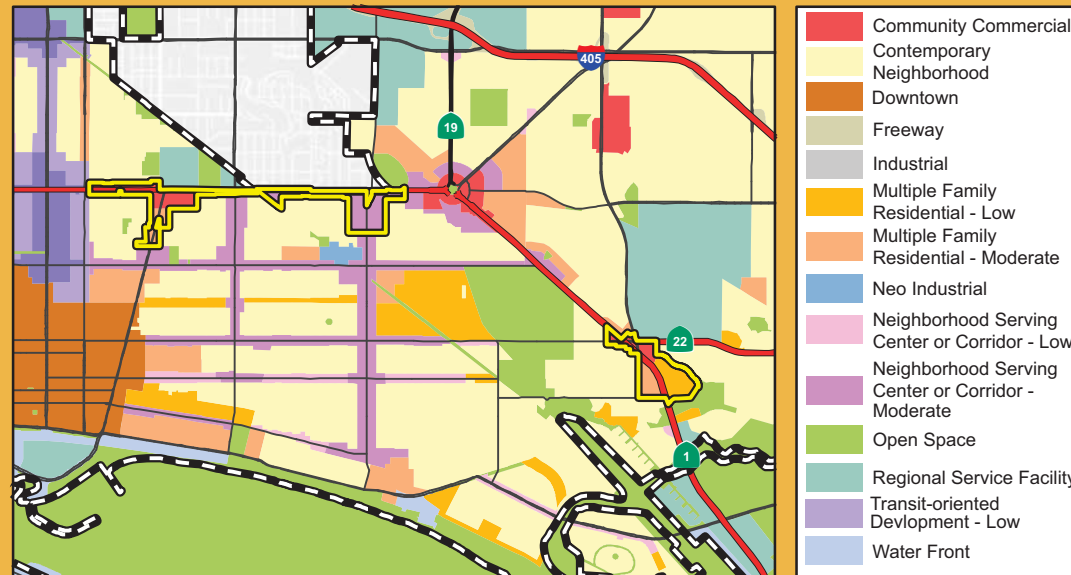 405
19
22
1
Community Commercial
Contemporary
Neighborhood
Downtown
Freeway
Industrial
Multiple Family
Residential - Low
Multiple Family
Residential - Moderate
Neo Industrial
Neighborhood Serving
Center or Corridor - Low
Neighborhood Serving
Center or Corridor -
Moderate
Open Space
Regional Service Facility
Transit-oriented
Devlopment - Low
Water Front